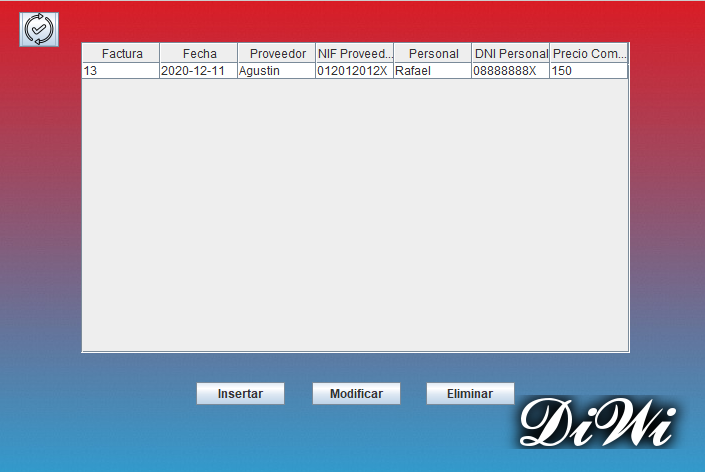 Factura Fecha Proveedor NIF Proveed... Personal DNI Personal Precio Com...
13 2020-12-11 Agustin 012012012X Rafael 08888888X 150
Insertar Modificar Eliminar
DiWi